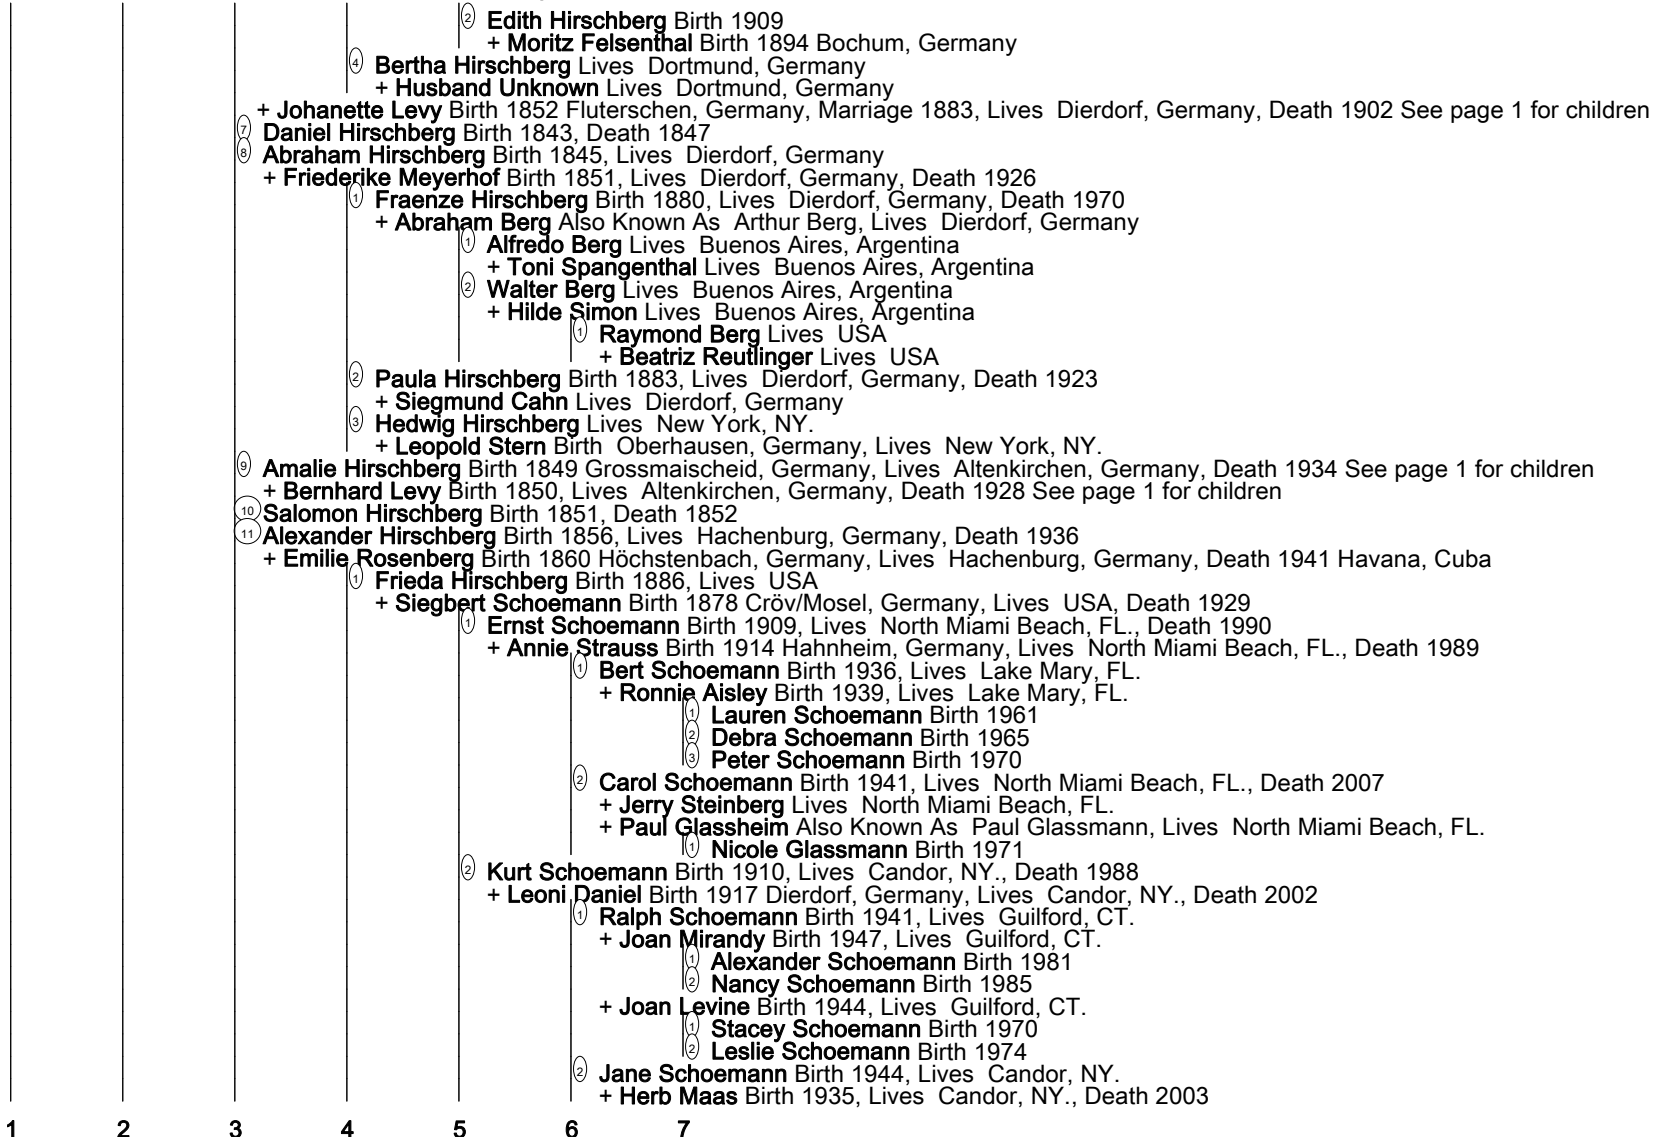 2 Edith Hirschberg Birth 1909
+ Moritz Felsenthal Birth 1894 Bochum, Germany
4 Bertha Hirschberg Lives Dortmund, Germany
+ Husband Unknown Lives Dortmund, Germany
+ Johanette Levy Birth 1852 Fluterschen, Germany, Marriage 1883, Lives Dierdorf, Germany, Death 1902 See page 1 for children
7 Daniel Hirschberg Birth 1843, Death 1847
8 Abraham Hirschberg Birth 1845, Lives Dierdorf, Germany
+ Friederike Meyerhof Birth 1851, Lives Dierdorf, Germany, Death 1926
1 Fraenze Hirschberg Birth 1880, Lives Dierdorf, Germany, Death 1970
+ Abraham Berg Also Known As Arthur Berg, Lives Dierdorf, Germany
1 Alfredo Berg Lives Buenos Aires, Argentina
+ Toni Spangenthal Lives Buenos Aires, Argentina
2 Walter Berg Lives Buenos Aires, Argentina
+ Hilde Simon Lives Buenos Aires, Argentina
1 Raymond Berg Lives USA
+ Beatriz Reutlinger Lives USA
2 Paula Hirschberg Birth 1883, Lives Dierdorf, Germany, Death 1923
+ Siegmund Cahn Lives Dierdorf, Germany
3 Hedwig Hirschberg Lives New York, NY.
+ Leopold Stern Birth Oberhausen, Germany, Lives New York, NY.
9 Amalie Hirschberg Birth 1849 Grossmaischeid, Germany, Lives Altenkirchen, Germany, Death 1934 See page 1 for children
+ Bernhard Levy Birth 1850, Lives Altenkirchen, Germany, Death 1928 See page 1 for children
10 Salomon Hirschberg Birth 1851, Death 1852
11 Alexander Hirschberg Birth 1856, Lives Hachenburg, Germany, Death 1936
+ Emilie Rosenberg Birth 1860 Höchstenbach, Germany, Lives Hachenburg, Germany, Death 1941 Havana, Cuba
1 Frieda Hirschberg Birth 1886, Lives USA
+ Siegbert Schoemann Birth 1878 Cröv/Mosel, Germany, Lives USA, Death 1929
1 Ernst Schoemann Birth 1909, Lives North Miami Beach, FL., Death 1990
+ Annie Strauss Birth 1914 Hahnheim, Germany, Lives North Miami Beach, FL., Death 1989
1 Bert Schoemann Birth 1936, Lives Lake Mary, FL.
+ Ronnie Aisley Birth 1939, Lives Lake Mary, FL.
1 Lauren Schoemann Birth 1961
2 Debra Schoemann Birth 1965
3 Peter Schoemann Birth 1970
2 Carol Schoemann Birth 1941, Lives North Miami Beach, FL., Death 2007
+ Jerry Steinberg Lives North Miami Beach, FL.
+ Paul Glassheim Also Known As Paul Glassmann, Lives North Miami Beach, FL.
1 Nicole Glassmann Birth 1971
2 Kurt Schoemann Birth 1910, Lives Candor, NY., Death 1988
+ Leoni Daniel Birth 1917 Dierdorf, Germany, Lives Candor, NY., Death 2002
1 Ralph Schoemann Birth 1941, Lives Guilford, CT.
+ Joan Mirandy Birth 1947, Lives Guilford, CT.
1 Alexander Schoemann Birth 1981
2 Nancy Schoemann Birth 1985
+ Joan Levine Birth 1944, Lives Guilford, CT.
1 Stacey Schoemann Birth 1970
2 Leslie Schoemann Birth 1974
2 Jane Schoemann Birth 1944, Lives Candor, NY.
+ Herb Maas Birth 1935, Lives Candor, NY., Death 2003
1 2 3 4 5 6 7